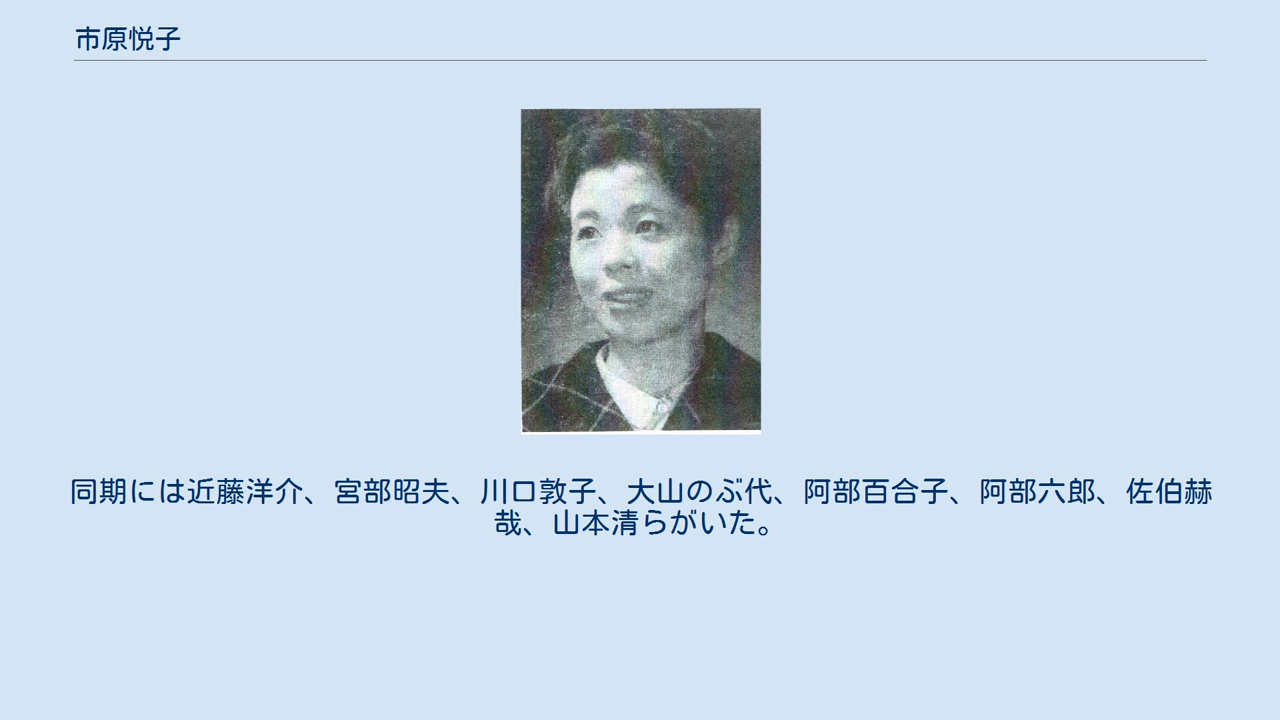 市原悦子
同期には近藤洋介、宮部昭夫、川口敦子、大山のぶ代、阿部百合子、阿部六郎、佐伯赫
哉、山本清らがいた。